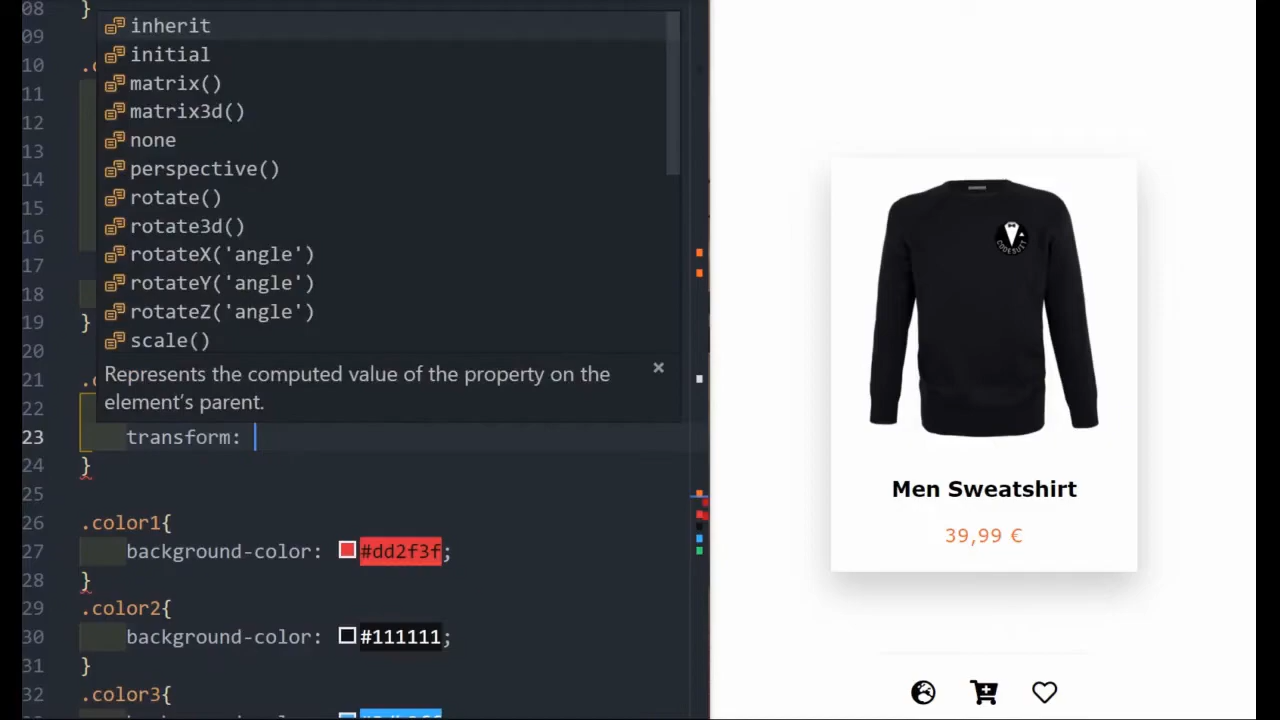 08 }
inherit
09
initial
10 .c
matrix()
11
matrix3d()
12
none
13
perspective()
14
rotate()
15
rotate3d()
16
rotateX('angle')
17
rotateY('angle')
18
rotateZ('angle')
19 }
scale()
20
Represents the computed value of the property on the
21 .c
element's parent.
22
23 transform:
24 }
25
26 .color1{
27 background-color: #dd2f3f;
28 }
29 .color2{
30 background-color: #111111;
31 }
32 .color3{
CODESUIT
Men Sweatshirt
39,99 €